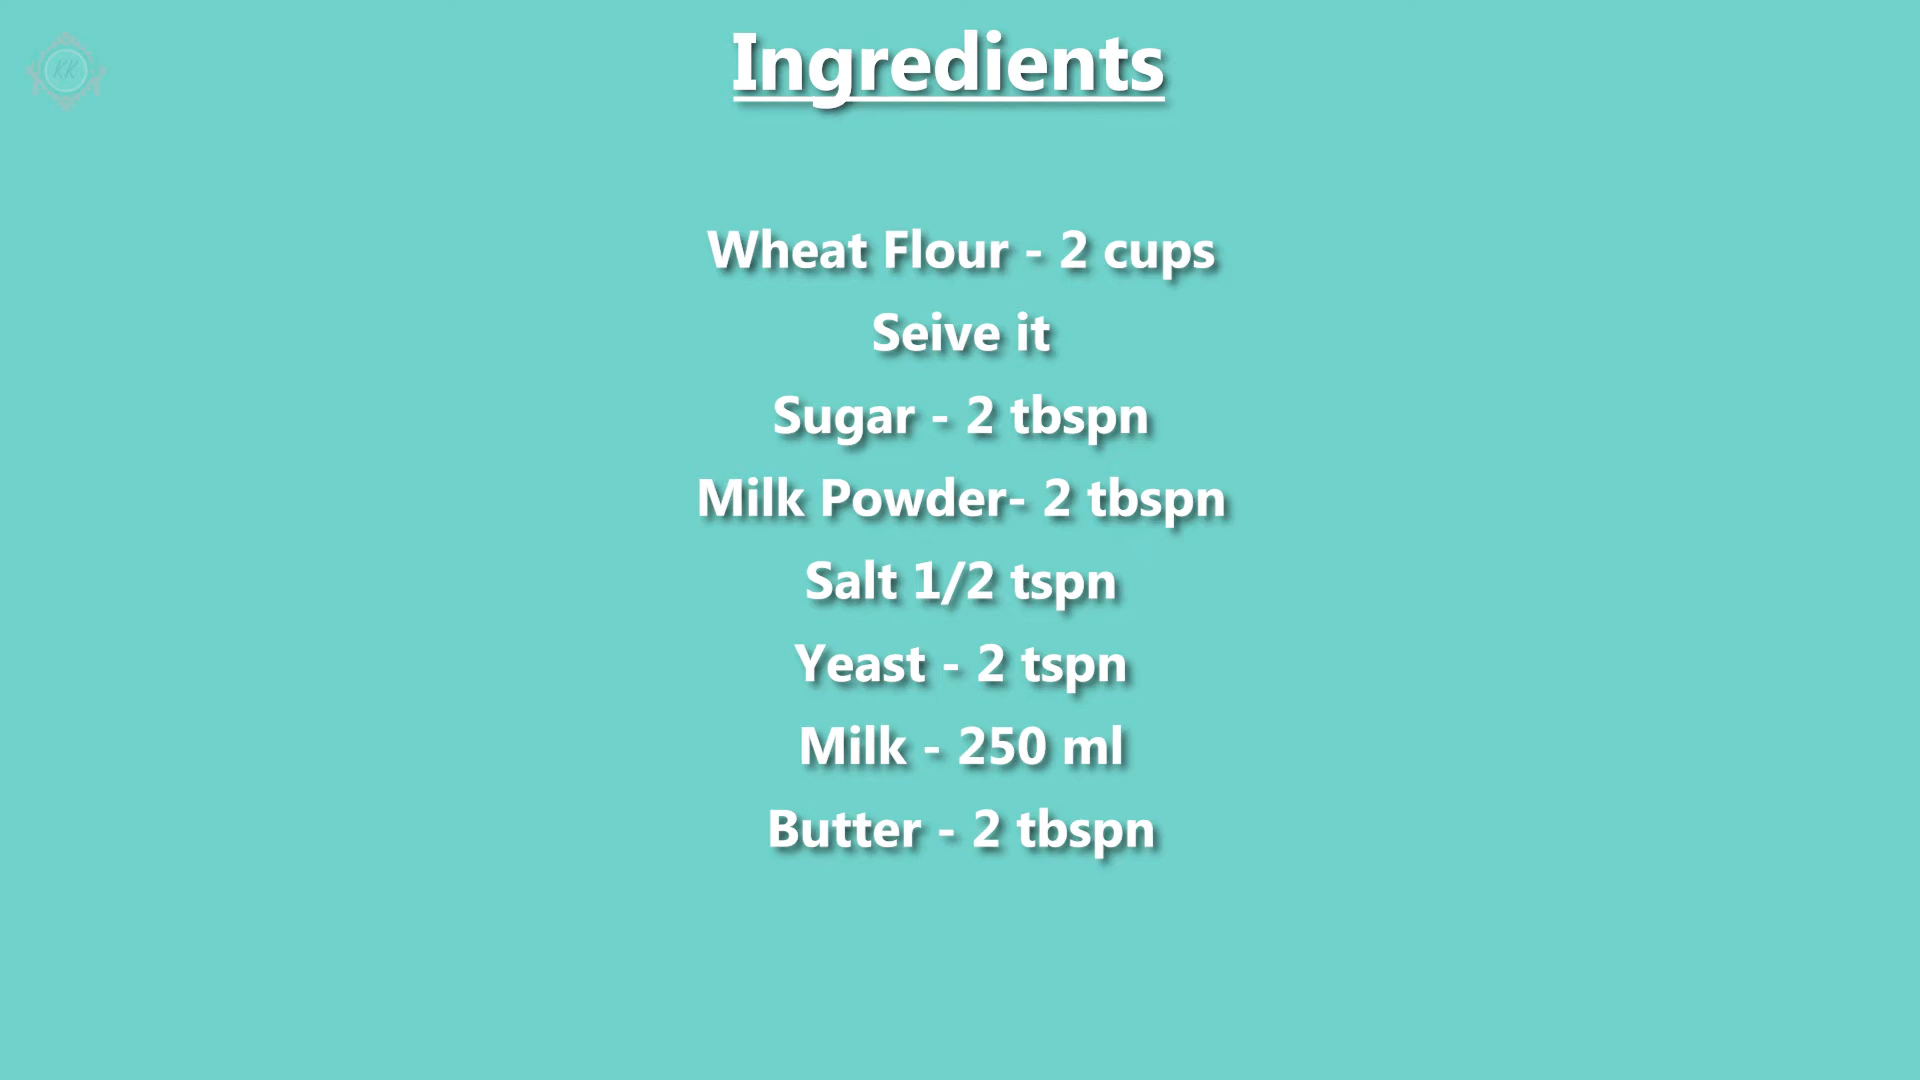 KK
Ingredients
Wheat Flour - 2 cups
Seive it
Sugar - 2 tbspn
Milk Powder- 2 tbspn
Salt 1/2 tspn
Yeast - 2 tspn
Milk - 250 ml
Butter - 2 tbspn